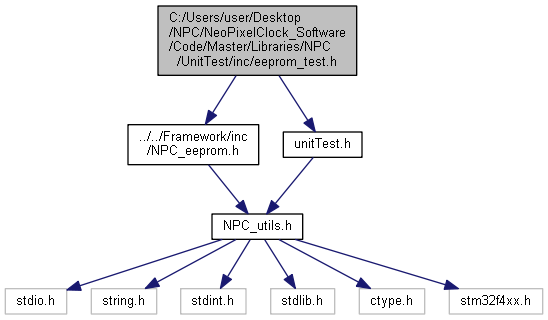 C:/Users/user/Desktop
/NPC/NeoPixelClock_Software
/Code/Master/Libraries/NPC
/UnitTest/inc/eeprom_test.h
../../Framework/inc
/NPC_eeprom.h
unitTest.h
NPC_utils.h
stdio.h
string.h
stdint.h
stdlib.h
ctype.h
stm32f4xx.h